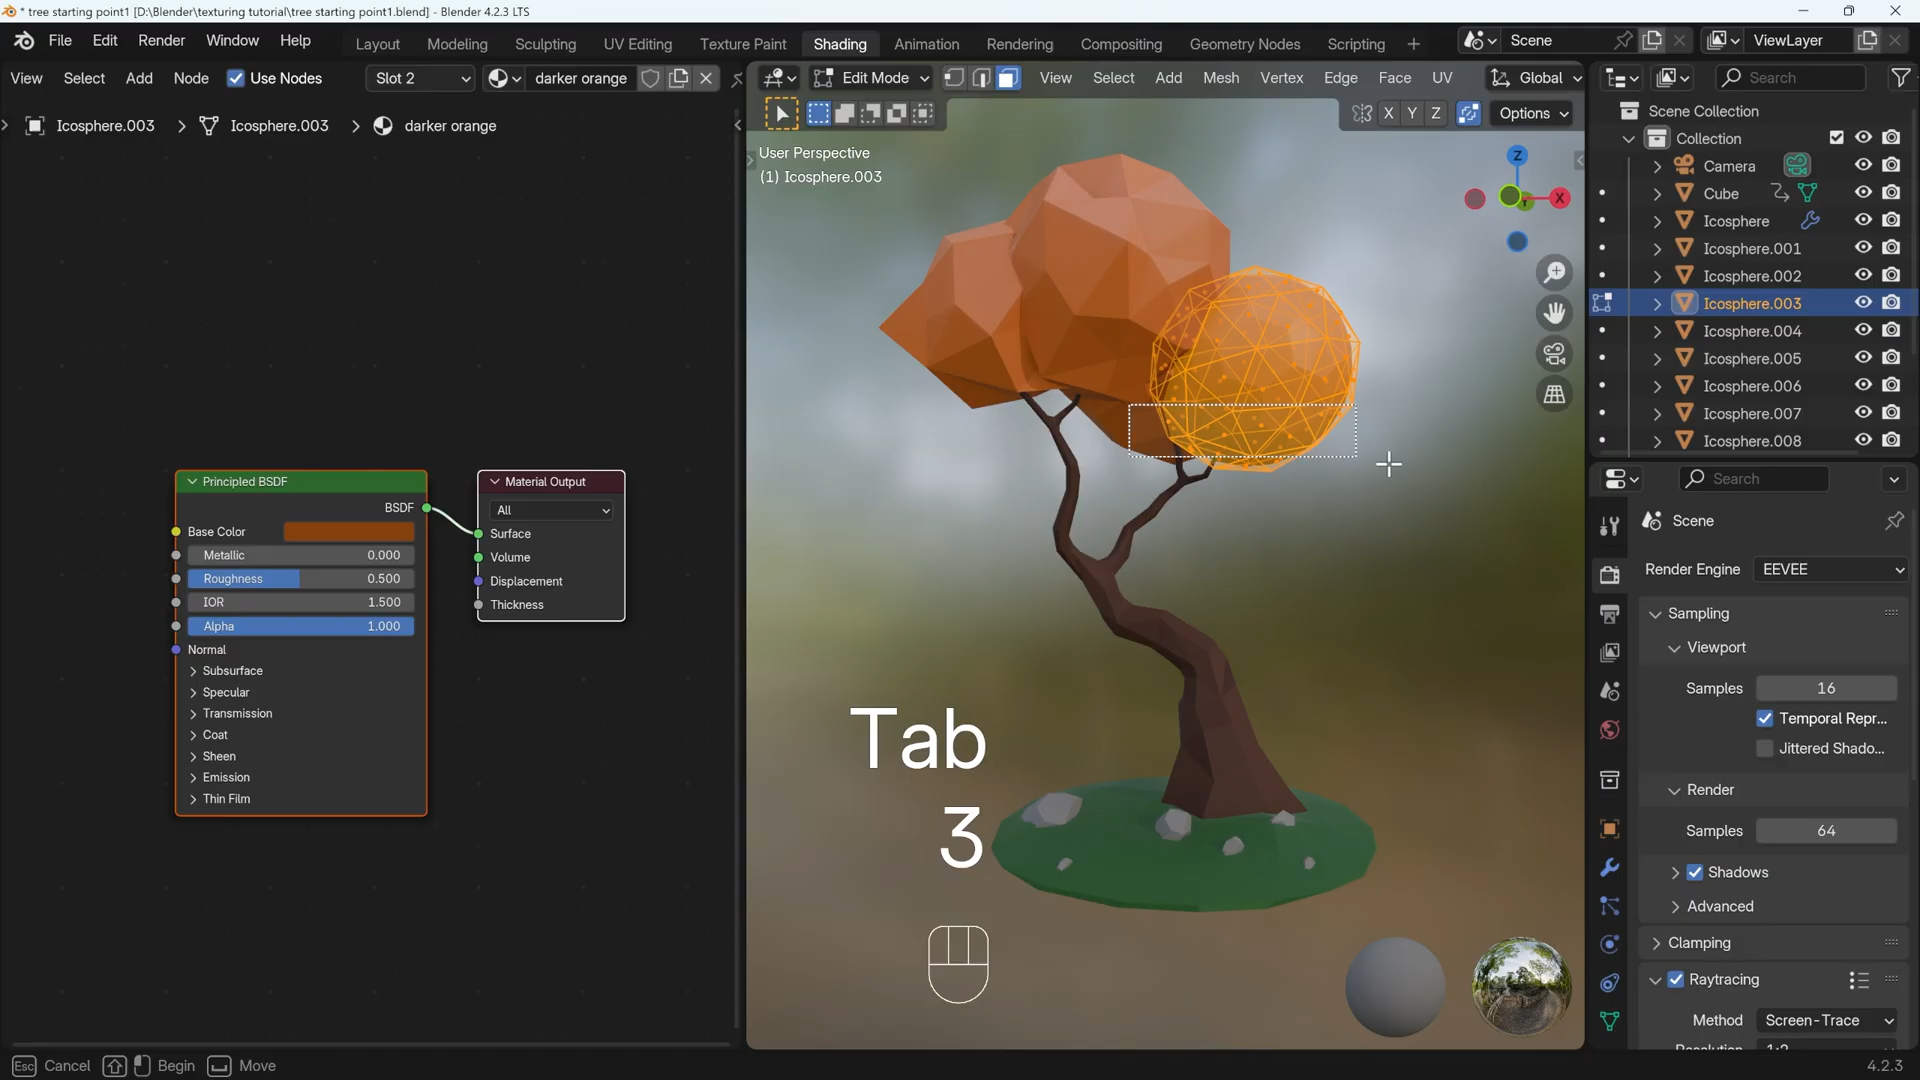 * tree starting point1 [D:\Blender\texturing tutorial\tree starting point1.blend] - Blender 4.2.3 LTS
File Edit Render Window Help Layout Modeling Sculpting UV Editing Texture Paint Shading Animation Rendering Compositing Geometry Nodes Scripting + Scene ViewLayer
View Select Add Node Use Nodes Slot 2 darker orange Edit Mode View Select Add Mesh Vertex Edge Face UV Global Search
Icosphere.003 > Icosphere.003 > darker orange
X Y Z Options
User Perspective
(1) Icosphere.003
Z
X
Y
Scene Collection
Collection
Camera
Cube
Icosphere
Icosphere.001
Icosphere.002
Icosphere.003
Icosphere.004
Icosphere.005
Icosphere.006
Icosphere.007
Icosphere.008
Principled BSDF
BSDF
Base Color
Metallic 0.000
Roughness 0.500
IOR 1.500
Alpha 1.000
Normal
Subsurface
Specular
Transmission
Coat
Sheen
Emission
Thin Film
Material Output
All
Surface
Volume
Displacement
Thickness
Tab
3
Search
Scene
Render Engine EEVEE
Sampling
Viewport
Samples 16
Temporal Repr...
Jittered Shado...
Render
Samples 64
Shadows
Advanced
Clamping
Raytracing
Method Screen-Trace
Esc Cancel Begin Move 4.2.3